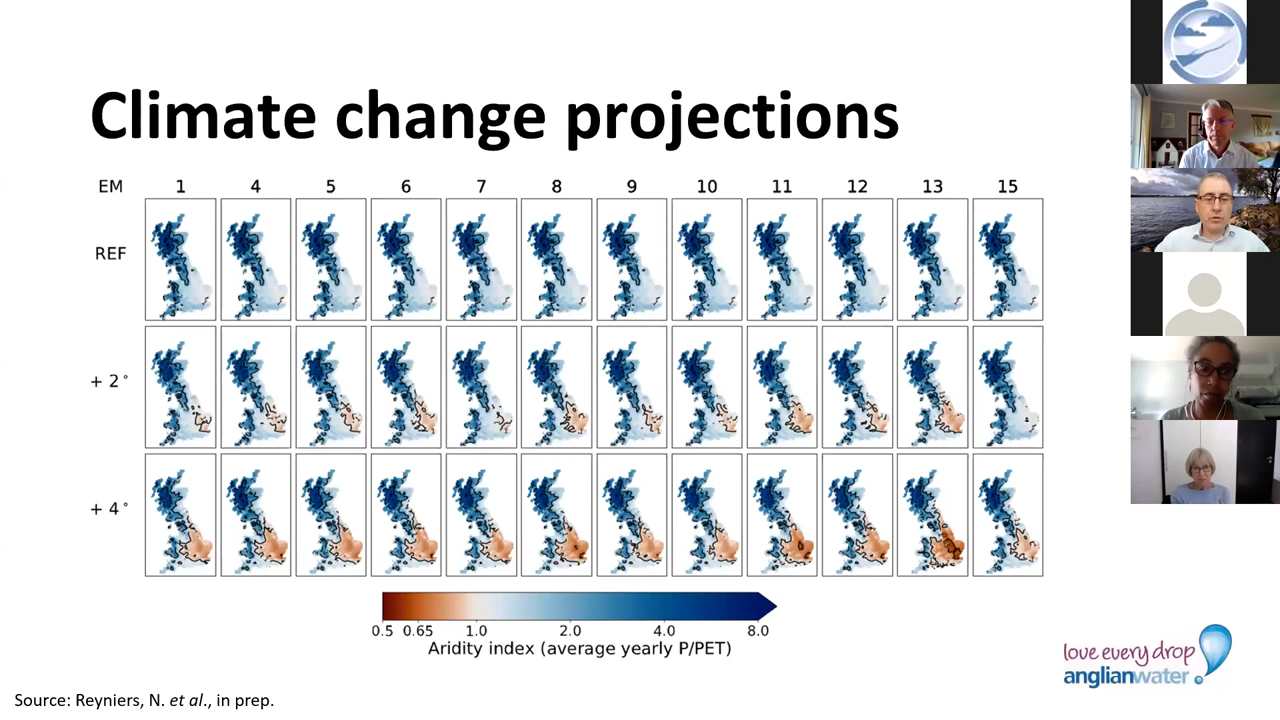 Climate change projections
EM 1 4 5 6 7 8 9 10 11 12 13 15
REF
+ 2°
+ 4°
0.5 0.65 1.0 2.0 4.0 8.0
Aridity index (average yearly P/PET)
love every drop
anglianwater
Source: Reyniers, N. et al., in prep.